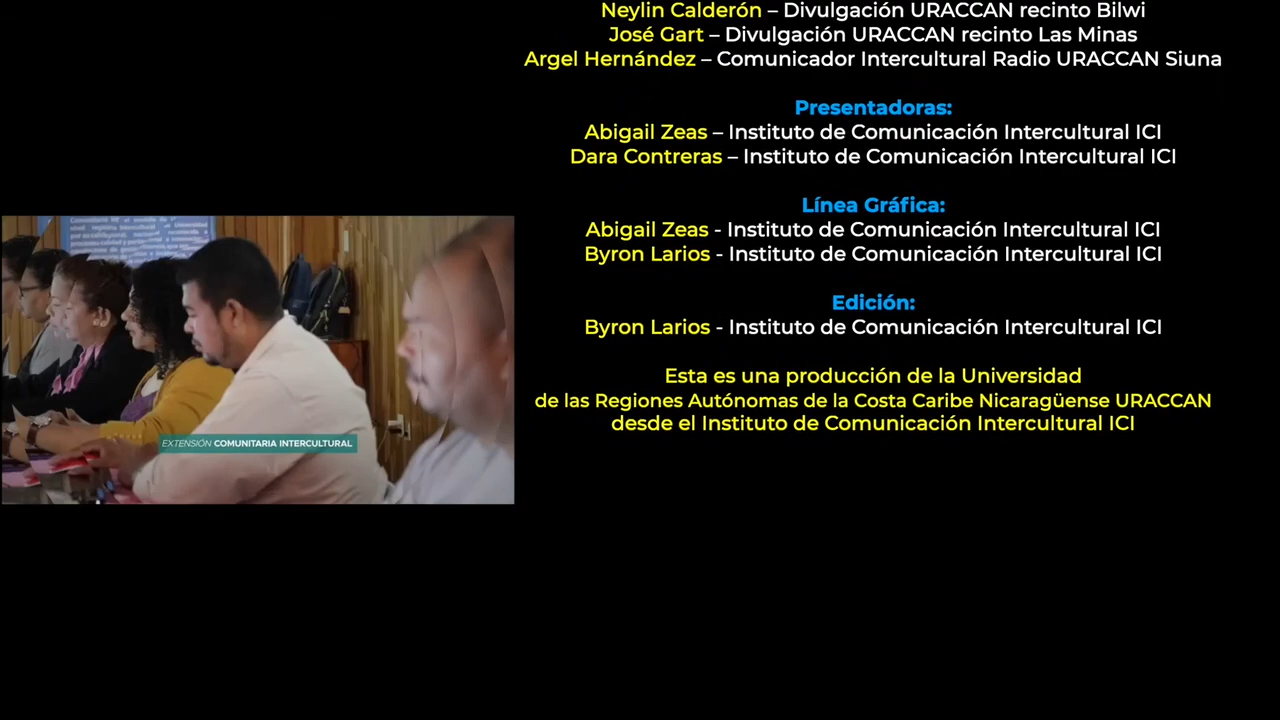 Neylin Calderón – Divulgación URACCAN recinto Bilwi
José Gart – Divulgación URACCAN recinto Las Minas
Argel Hernández – Comunicador Intercultural Radio URACCAN Siuna
Presentadoras:
Abigail Zeas – Instituto de Comunicación Intercultural ICI
Dara Contreras – Instituto de Comunicación Intercultural ICI
Línea Gráfica:
Abigail Zeas - Instituto de Comunicación Intercultural ICI
Byron Larios - Instituto de Comunicación Intercultural ICI
Edición:
Byron Larios - Instituto de Comunicación Intercultural ICI
Esta es una producción de la Universidad
de las Regiones Autónomas de la Costa Caribe Nicaragüense URACCAN
desde el Instituto de Comunicación Intercultural ICI
EXTENSIÓN COMUNITARIA INTERCULTURAL